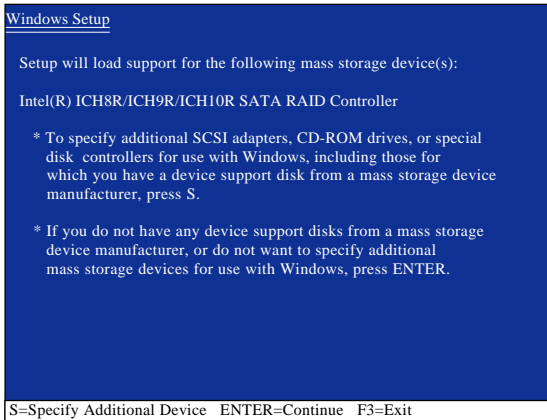 Windows Setup
Setup will load support for the following mass storage device(s):
Intel(R) ICH8R/ICH9R/ICH10R SATA RAID Controller
* To specify additional SCSI adapters, CD-ROM drives, or special
disk controllers for use with Windows, including those for
which you have a device support disk from a mass storage device
manufacturer, press S.
* If you do not have any device support disks from a mass storage
device manufacturer, or do not want to specify additional
mass storage devices for use with Windows, press ENTER.
S=Specify Additional Device ENTER=Continue F3=Exit